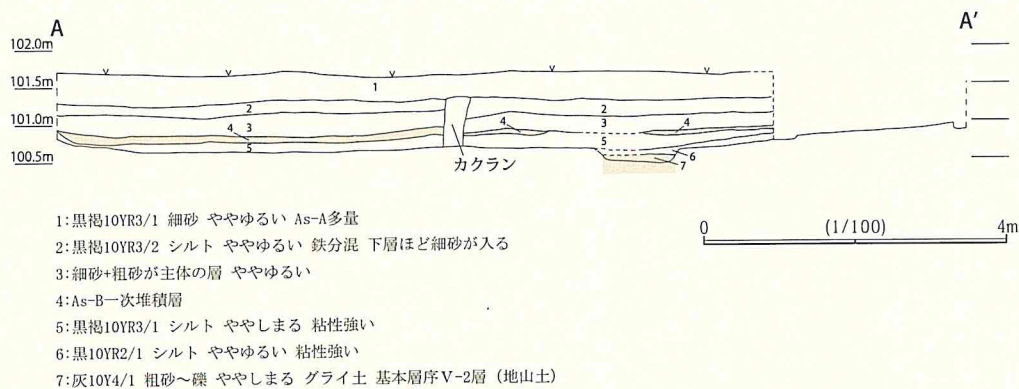 A
A'
102.0m
101.5m
101.0m
100.5m
1
2
2
4 3
4
3
4
5
5
6
7
カクラン
0 (1/100) 4m
1:黒褐10YR3/1 細砂 ややゆるい As-A多量
2:黒褐10YR3/2 シルト ややゆるい 鉄分混 下層ほど細砂が入る
3:細砂+粗砂が主体の層 ややゆるい
4:As-B一次堆積層
5:黒褐10YR3/1 シルト ややしまる 粘性強い
6:黒10YR2/1 シルト ややゆるい 粘性強い
7:灰10Y4/1 粗砂～礫 ややしまる グライ土 基本層序Ⅴ-2層 (地山土)